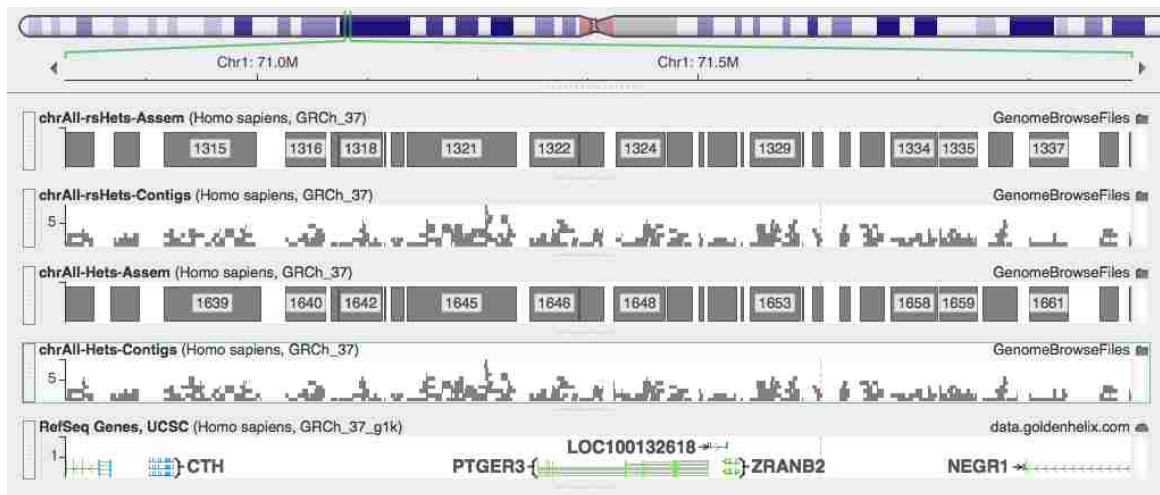 Chr1: 71.0M Chr1: 71.5M
chrAll-rsHets-Assem (Homo sapiens, GRCh_37) GenomeBrowseFiles
1315 1316 1318 1321 1322 1324 1329 1334 1335 1337
chrAll-rsHets-Contigs (Homo sapiens, GRCh_37) GenomeBrowseFiles
5
chrAll-Hets-Assem (Homo sapiens, GRCh_37) GenomeBrowseFiles
1639 1640 1642 1645 1646 1648 1653 1658 1659 1661
chrAll-Hets-Contigs (Homo sapiens, GRCh_37) GenomeBrowseFiles
5
RefSeq Genes, UCSC (Homo sapiens, GRCh_37_g1k) data.goldenhelix.com
1 LOC100132618
CTH PTGER3 ZRANB2 NEGR1